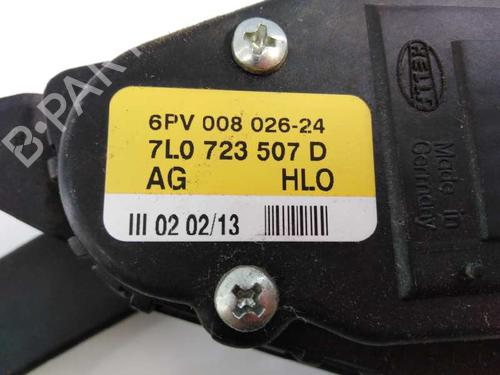 B-PARTS
HELLA
Made in
Germany
6PV 008 026-24
7L0 723 507 D
AG HLO
III 02 02/13